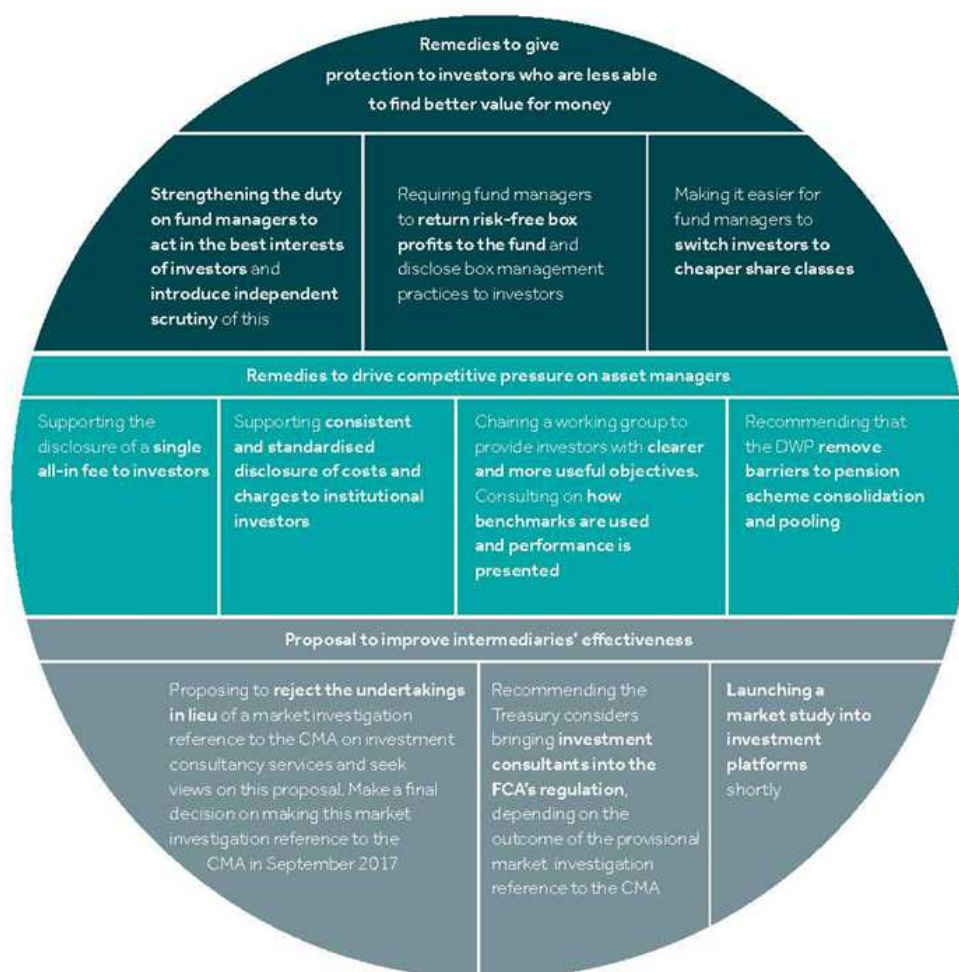 Remedies to give
protection to investors who are less able
to find better value for money
Strengthening the duty
on fund managers to
act in the best interests
of investors and
introduce independent
scrutiny of this
Requiring fund managers
to return risk-free box
profits to the fund and
disclose box management
practices to investors
Making it easier for
fund managers to
switch investors to
cheaper share classes
Remedies to drive competitive pressure on asset managers
Supporting the
disclosure of a single
all-in fee to investors
Supporting consistent
and standardised
disclosure of costs and
charges to institutional
investors
Chairing a working group to
provide investors with clearer
and more useful objectives.
Consulting on how
benchmarks are used
and performance is
presented
Recommending that
the DWP remove
barriers to pension
scheme consolidation
and pooling
Proposal to improve intermediaries' effectiveness
Proposing to reject the undertakings
in lieu of a market investigation
reference to the CMA on investment
consultancy services and seek
views on this proposal. Make a final
decision on making this market
investigation reference to the
CMA in September 2017
Recommending the
Treasury considers
bringing investment
consultants into the
FCA's regulation,
depending on the
outcome of the provisional
market investigation
reference to the CMA
Launching a
market study into
investment
platforms
shortly